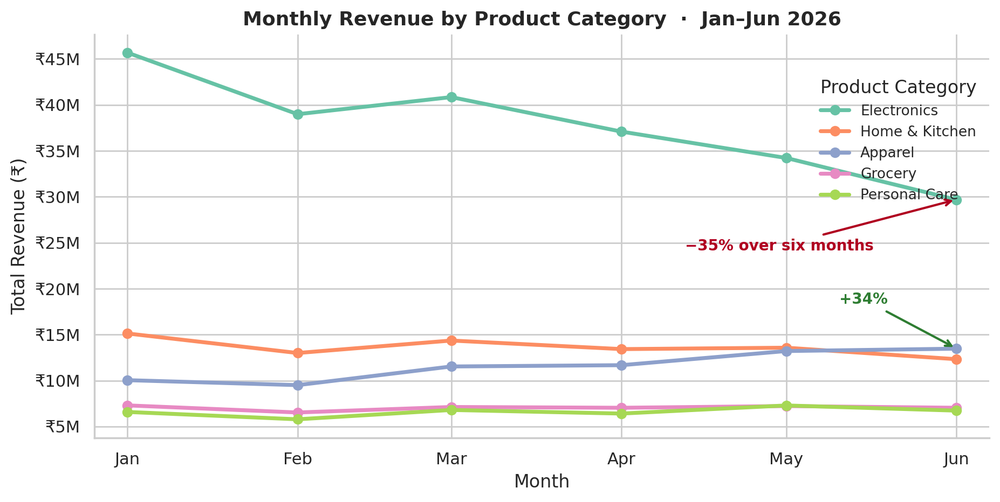 Monthly Revenue by Product Category · Jan–Jun 2026
Total Revenue (₹)
₹45M
₹40M
₹35M
₹30M
₹25M
₹20M
₹15M
₹10M
₹5M
Product Category
Electronics
Home & Kitchen
Apparel
Grocery
Personal Care
−35% over six months
+34%
Jan Feb Mar Apr May Jun
Month